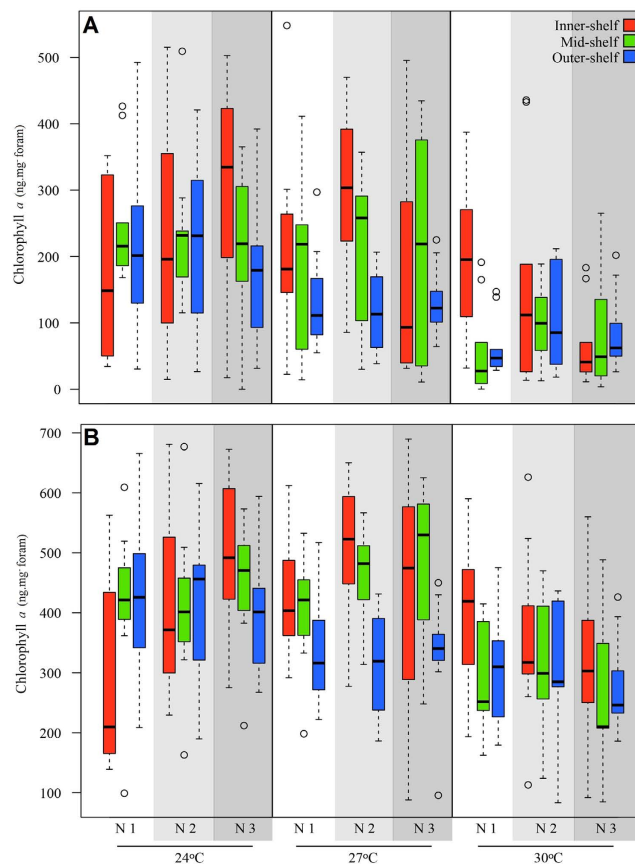 A
Inner-shelf
Mid-shelf
Outer-shelf
Chlorophyll a (ng.mg⁻ foram)
500
400
300
200
100
0
B
Chlorophyll a (ng.mg⁻ foram)
700
600
500
400
300
200
100
N 1 N 2 N 3 N 1 N 2 N 3 N 1 N 2 N 3
24°C 27°C 30°C